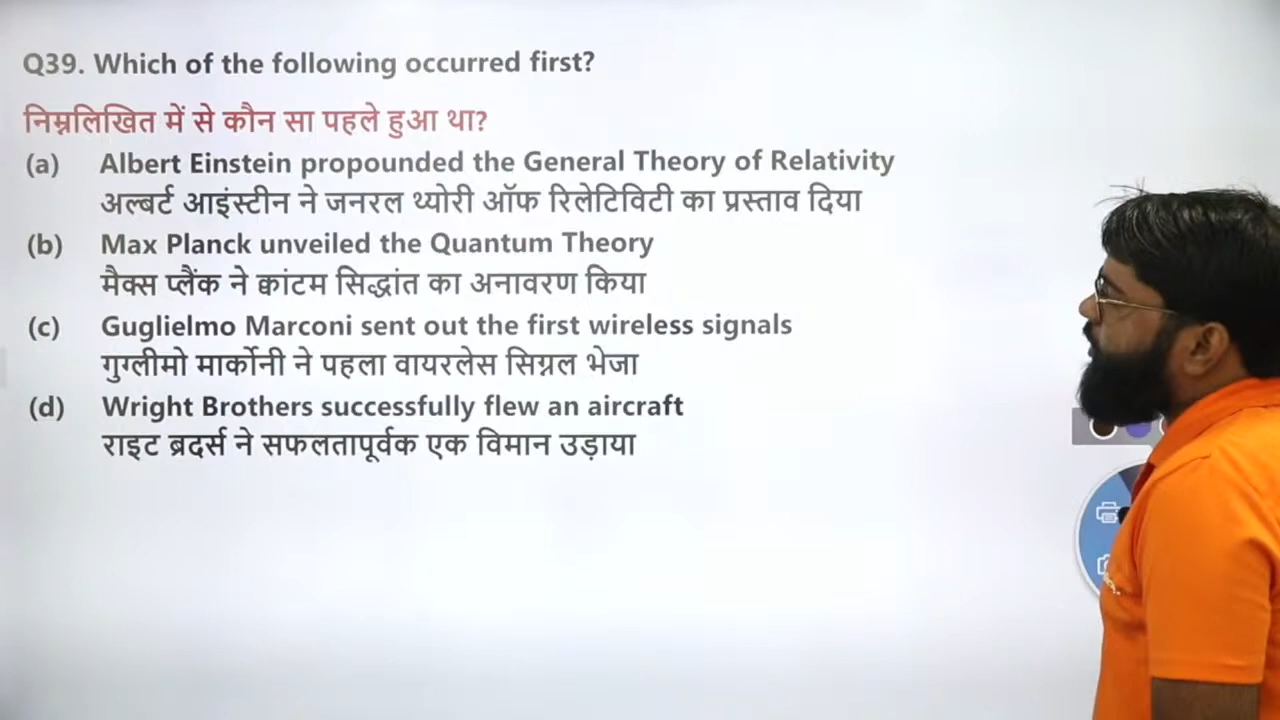 Q39. Which of the following occurred first?
निम्नलिखित में से कौन सा पहले हुआ था?
(a) Albert Einstein propounded the General Theory of Relativity
अल्बर्ट आइंस्टीन ने जनरल थ्योरी ऑफ रिलेटिविटी का प्रस्ताव दिया
(b) Max Planck unveiled the Quantum Theory
मैक्स प्लैंक ने क्वांटम सिद्धांत का अनावरण किया
(c) Guglielmo Marconi sent out the first wireless signals
गुग्लीमो मार्कोनी ने पहला वायरलेस सिग्नल भेजा
(d) Wright Brothers successfully flew an aircraft
राइट ब्रदर्स ने सफलतापूर्वक एक विमान उड़ाया